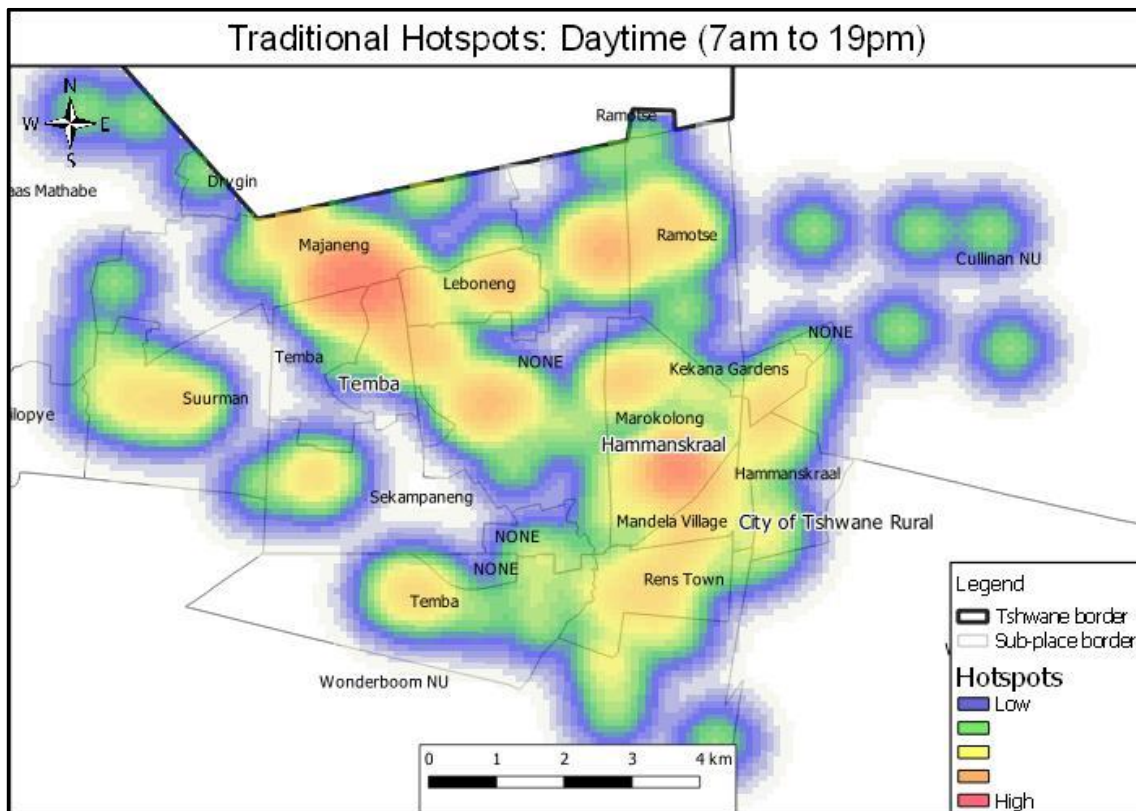 Traditional Hotspots: Daytime (7am to 19pm)
N
W E
S
Ramotse
Drygin
aas Mathabe
Majaneng
Ramotse
Cullinan NU
Leboneng
NONE
Temba
NONE
Kekana Gardens
Temba
Suurman
ilopye
Marokolong
Hammanskraal
Hammanskraal
Sekampaneng
Mandela Village
City of Tshwane Rural
NONE
NONE
Rens Town
Temba
Wonderboom NU
Legend
Tshwane border
Sub-place border
Hotspots
Low
High
0 1 2 3 4 km